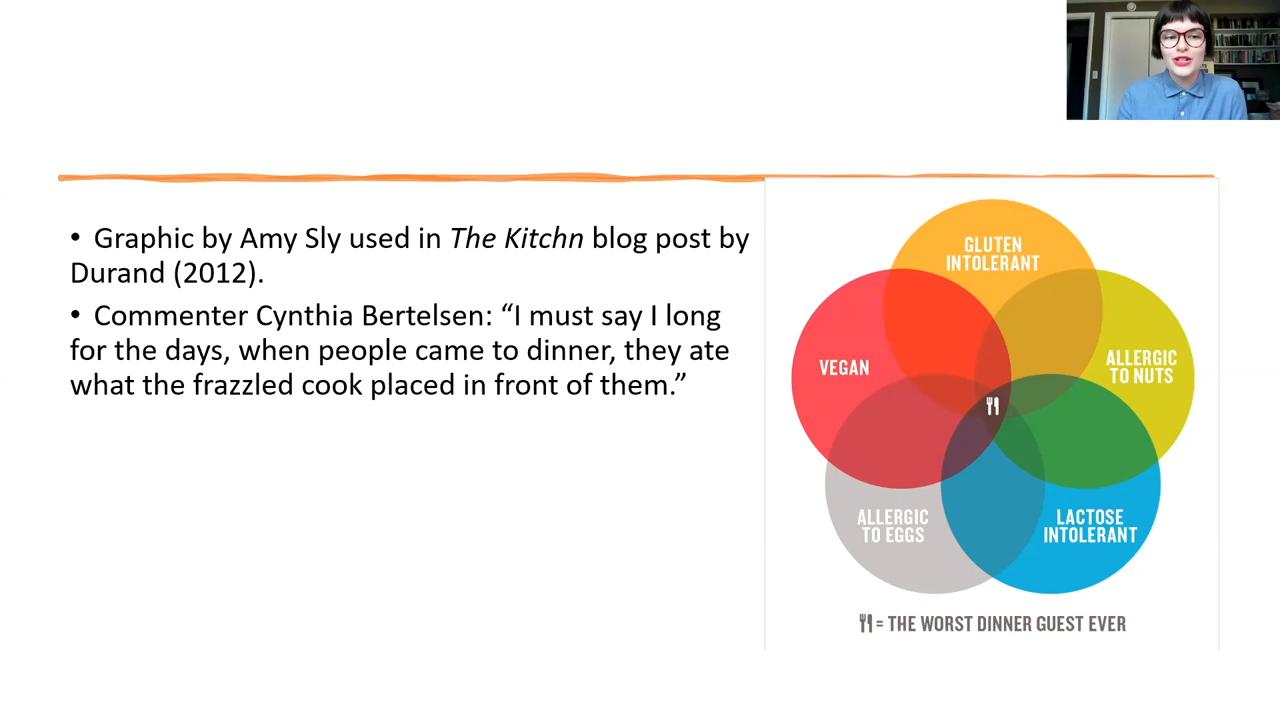 • Graphic by Amy Sly used in The Kitchn blog post by
Durand (2012).
• Commenter Cynthia Bertelsen: “I must say I long
for the days, when people came to dinner, they ate
what the frazzled cook placed in front of them.”
GLUTEN
INTOLERANT
VEGAN
ALLERGIC
TO NUTS
ALLERGIC
TO EGGS
LACTOSE
INTOLERANT
= THE WORST DINNER GUEST EVER